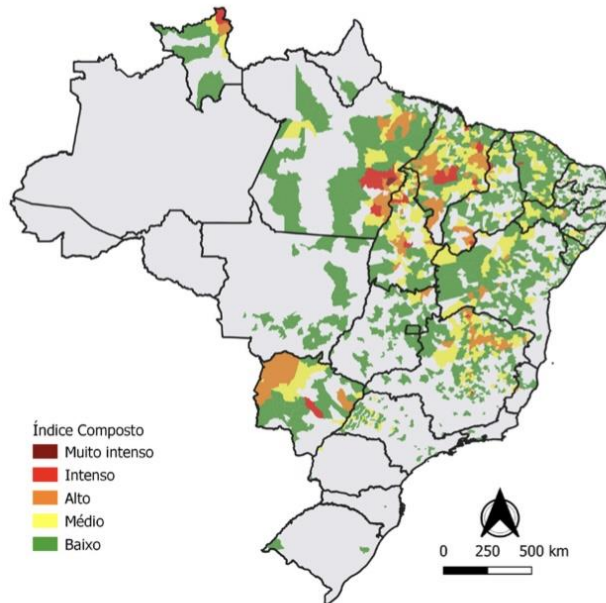 Índice Composto
Muito intenso
Intenso
Alto
Médio
Baixo
0 250 500 km